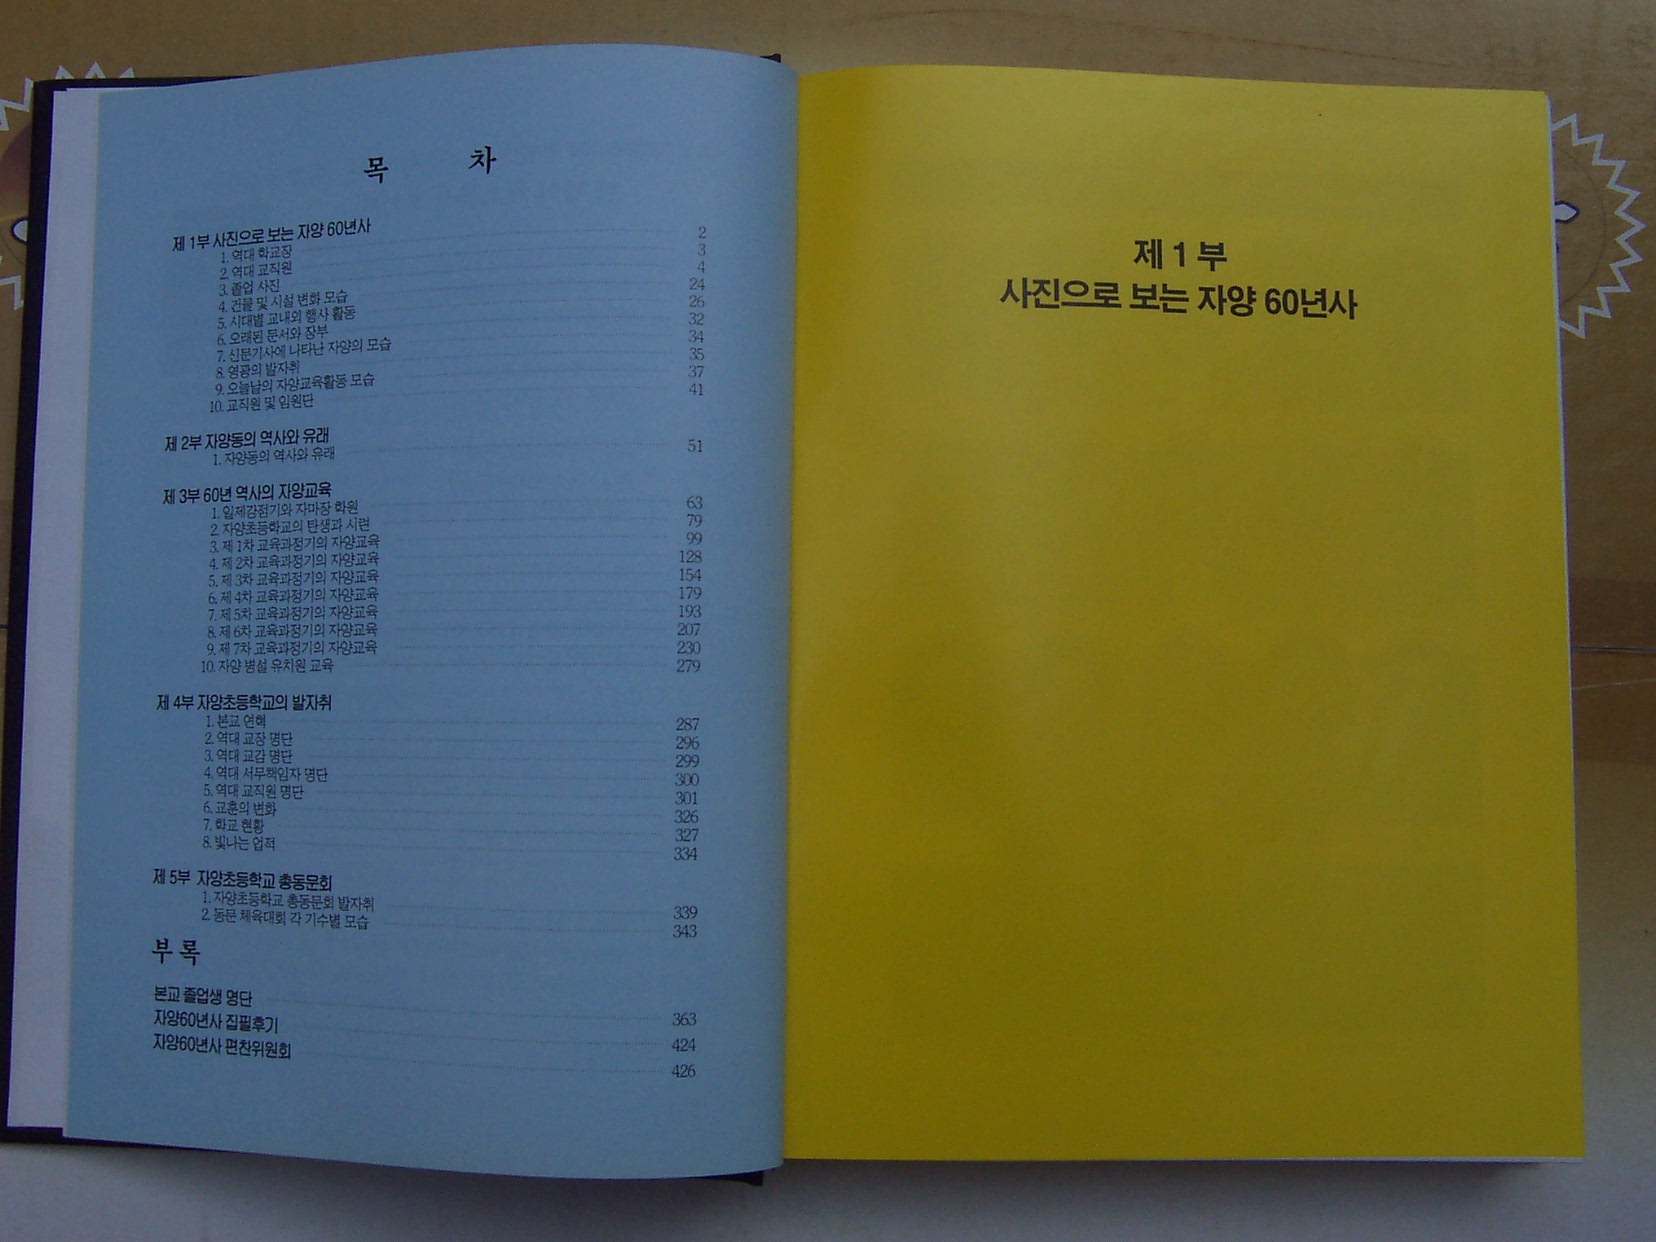 목 차
제 1부 사진으로 보는 자양 60년사
1. 역대 학교장 2
2. 역대 교직원 3
3. 졸업 사진 4
4. 건물 및 시설 변화 모습 24
5. 시대별 교내외 행사 활동 26
6. 오래된 문서와 장부 32
7. 신문기사에 나타난 자양의 모습 34
8. 영광의 발자취 35
9. 오늘날의 자양교육활동 모습 37
10. 교직원 및 임원단 41
제 2부 자양동의 역사와 유래
1. 자양동의 역사와 유래 51
제 3부 60년 역사의 자양교육
1. 일제강점기와 자마장 학원 63
2. 자양초등학교의 탄생과 시련 79
3. 제 1차 교육과정기의 자양교육 99
4. 제 2차 교육과정기의 자양교육 128
5. 제 3차 교육과정기의 자양교육 154
6. 제 4차 교육과정기의 자양교육 179
7. 제 5차 교육과정기의 자양교육 193
8. 제 6차 교육과정기의 자양교육 207
9. 제 7차 교육과정기의 자양교육 230
10. 자양 병설 유치원 교육 279
제 4부 자양초등학교의 발자취
1. 본교 연혁 287
2. 역대 교장 명단 296
3. 역대 교감 명단 299
4. 역대 서무책임자 명단 300
5. 역대 교직원 명단 301
6. 교훈의 변화 326
7. 학교 현황 327
8. 빛나는 업적 334
제 5부 자양초등학교 총동문회
1. 자양초등학교 총동문회 발자취 339
2. 동문 체육대회 각 기수별 모습 343
부 록
본교 졸업생 명단 363
자양60년사 집필후기 424
자양60년사 편찬위원회 426
제 1 부
사진으로 보는 자양 60년사